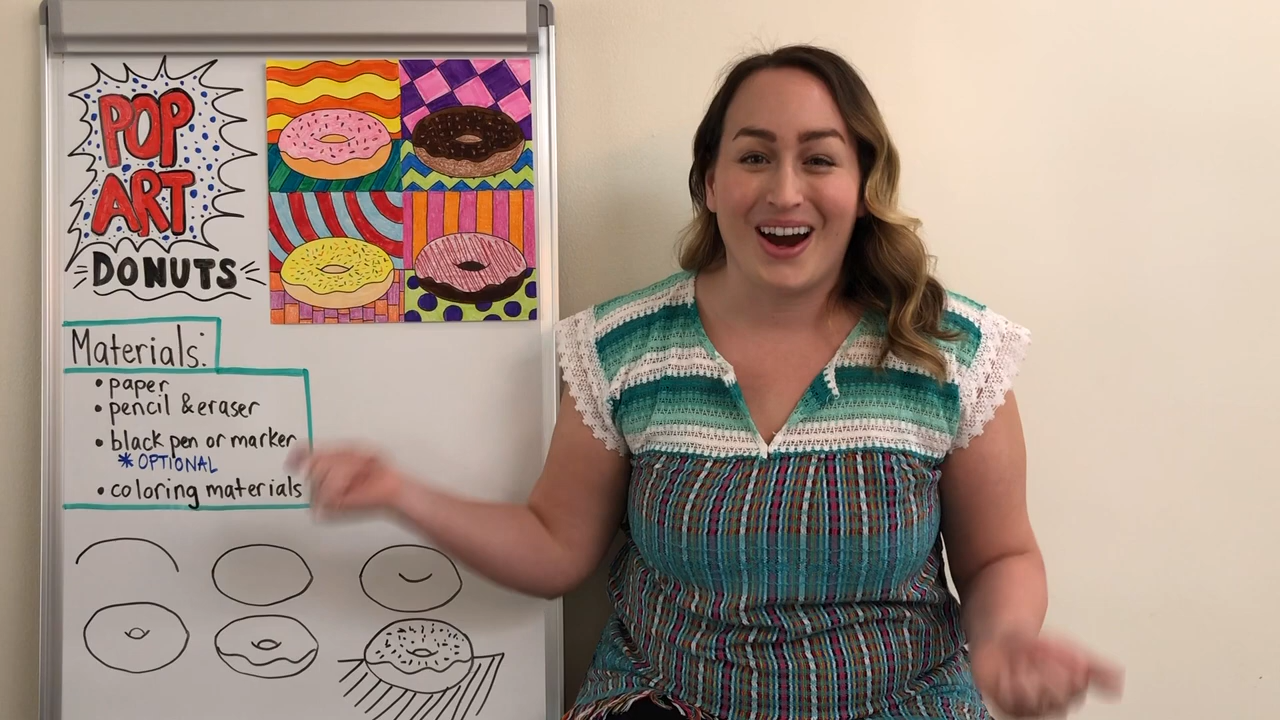 POP
ART
DONUTS
Materials:
• paper
• pencil & eraser
• black pen or marker
* OPTIONAL
• coloring materials